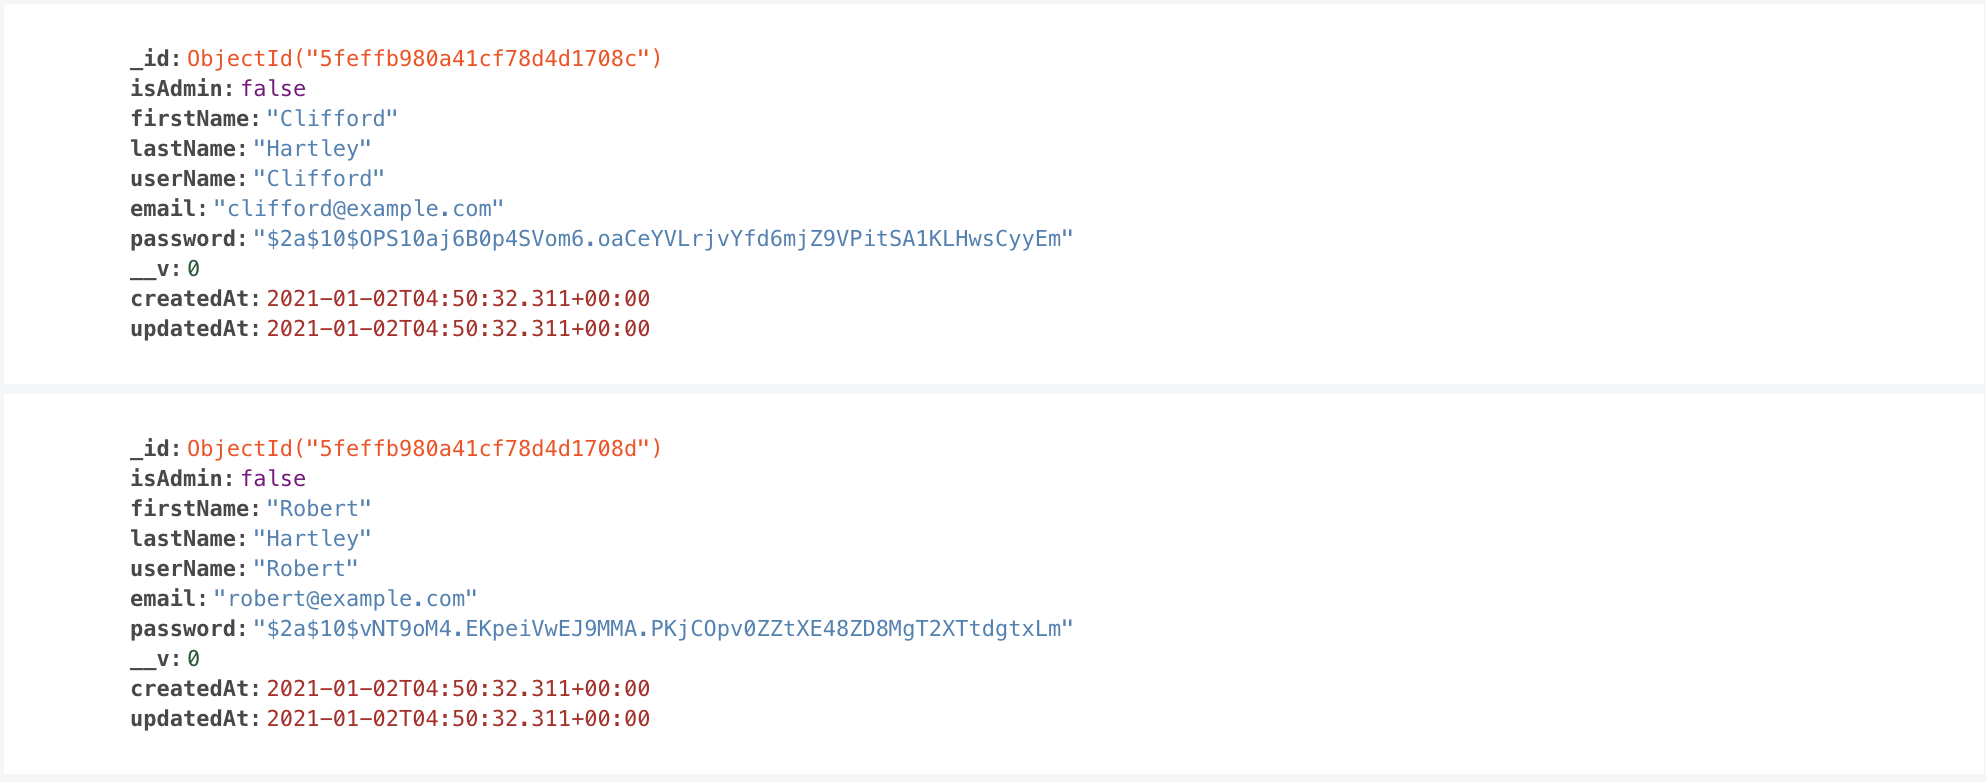 _id: ObjectId("5feffb980a41cf78d4d1708c")
isAdmin: false
firstName: "Clifford"
lastName: "Hartley"
userName: "Clifford"
email: "clifford@example.com"
password: "$2a$10$OPS10aj6B0p4SVom6.oaCeYVLrjvYfd6mjZ9VPitSA1KLHwsCyyEm"
__v: 0
createdAt: 2021-01-02T04:50:32.311+00:00
updatedAt: 2021-01-02T04:50:32.311+00:00
_id: ObjectId("5feffb980a41cf78d4d1708d")
isAdmin: false
firstName: "Robert"
lastName: "Hartley"
userName: "Robert"
email: "robert@example.com"
password: "$2a$10$vNT9oM4.EKpeiVwEJ9MMA.PKjCOpv0ZZtXE48ZD8MgT2XTtdgtxLm"
__v: 0
createdAt: 2021-01-02T04:50:32.311+00:00
updatedAt: 2021-01-02T04:50:32.311+00:00